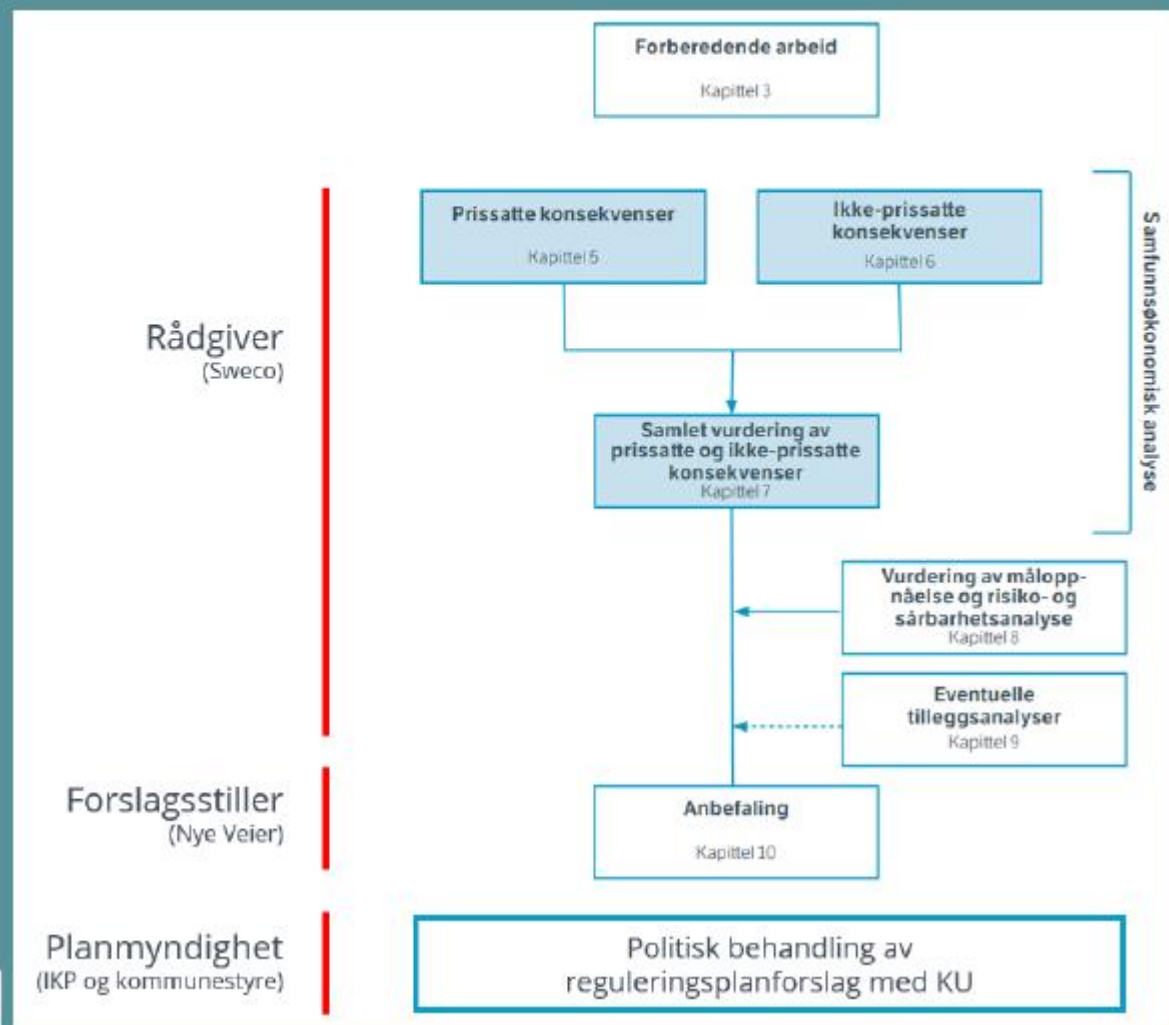 Forberedende arbeid
Kapittel 3
Prissatte konsekvenser
Kapittel 5
Ikke-prissatte
konsekvenser
Kapittel 6
Samfunnsøkonomisk analyse
Rådgiver
(Sweco)
Samlet vurdering av
prissatte og ikke-prissatte
konsekvenser
Kapittel 7
Vurdering av måloppnåelse og risiko- og
sårbarhetsanalyse
Kapittel 8
Eventuelle
tilleggsanalyser
Kapittel 9
Forslagsstiller
(Nye Veier)
Anbefaling
Kapittel 10
Planmyndighet
(IKP og kommunestyre)
Politisk behandling av
reguleringsplanforslag med KU